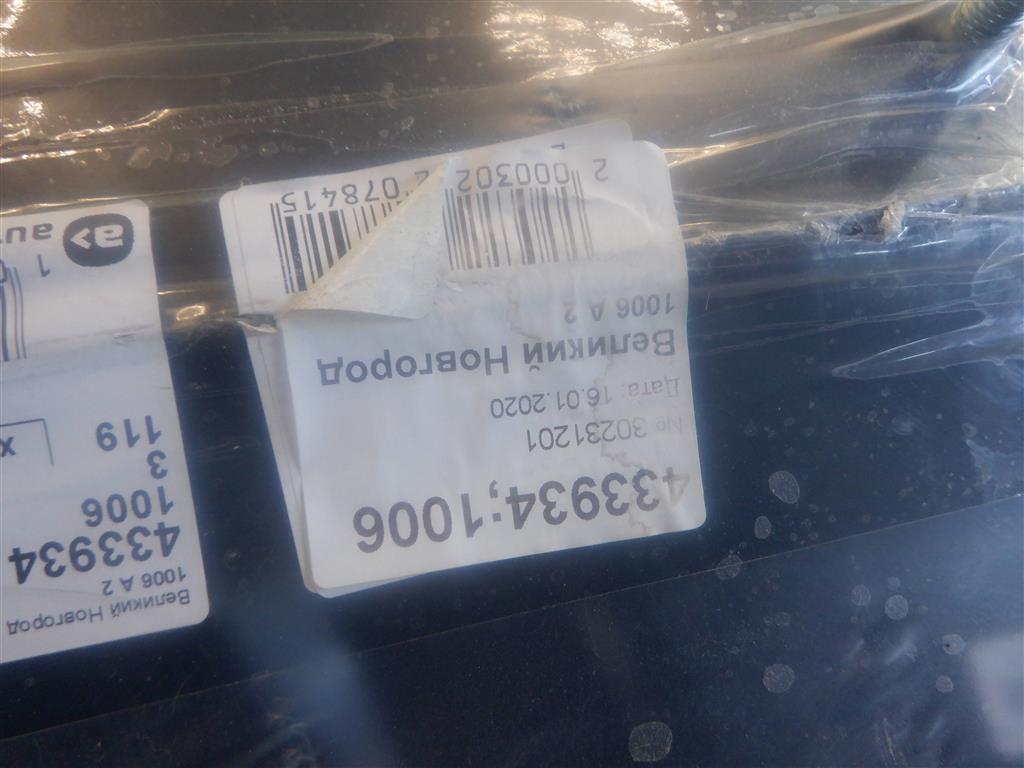 433934;1006
№ 30231201
Дата: 16.01.2020
Великий Новгород
1006 А 2
2 000302 078415
Великий Новгород
1006 А 2
433934
1006
3
119
x
1
a>